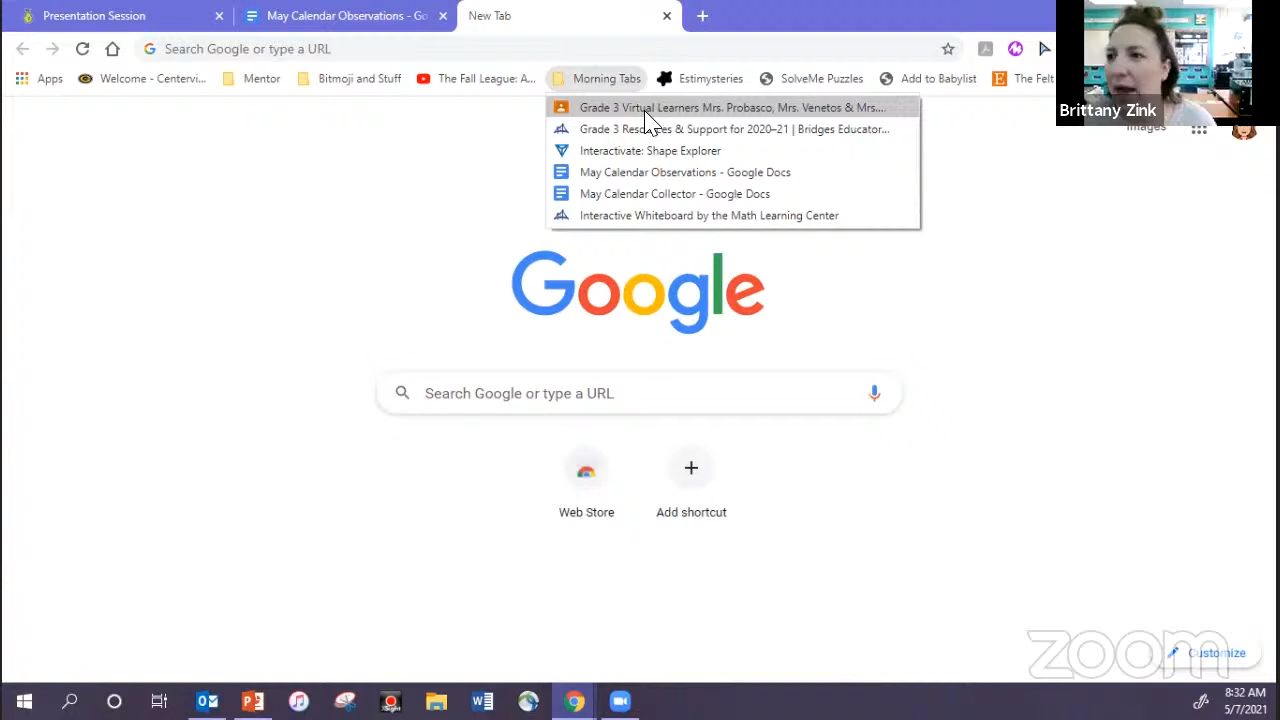 Presentation Session
May Calendar Observations - Go
New Tab
Search Google or type a URL
Apps
Welcome - Centervi...
Mentor
Bitmoji and Stuff
The Fall League A...
Morning Tabs
Estimysteries
SolveMe Puzzles
Add to Babylist
The Felt
Brittany Zink
Grade 3 Virtual Learners Mrs. Probasco, Mrs. Venetos & Mrs....
Grade 3 Resources & Support for 2020–21 | Bridges Educator...
Interactivate: Shape Explorer
May Calendar Observations - Google Docs
May Calendar Collector - Google Docs
Interactive Whiteboard by the Math Learning Center
Images
Google
Search Google or type a URL
Web Store
Add shortcut
zoom
Customize
8:32 AM
5/7/2021